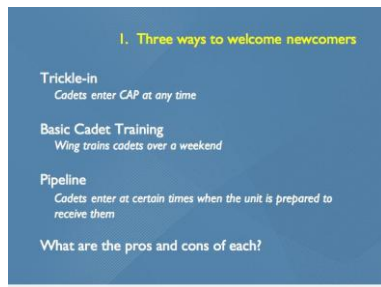 1. Three ways to welcome newcomers
Trickle-in
Cadets enter CAP at any time
Basic Cadet Training
Wing trains cadets over a weekend
Pipeline
Cadets enter at certain times when the unit is prepared to
receive them
What are the pros and cons of each?